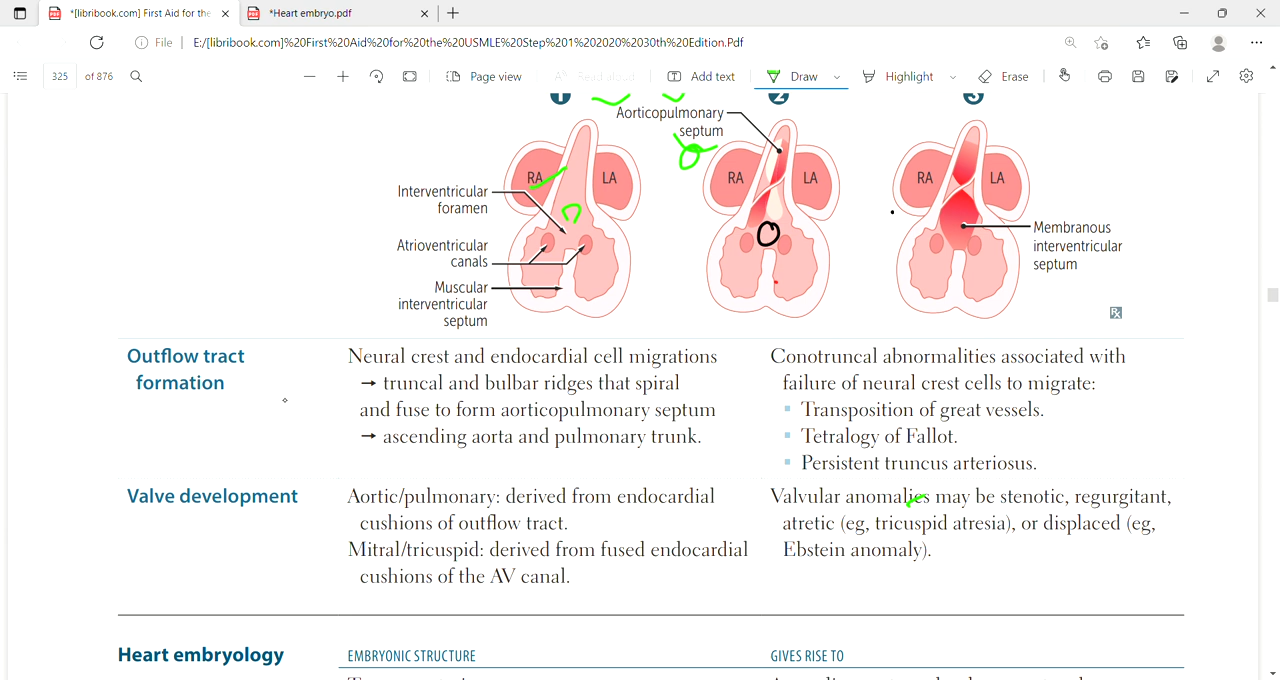 *[libribook.com] First Aid for the
*Heart embryo.pdf
File
E:/[libribook.com]%20First%20Aid%20for%20the%20USMLE%20Step%201%202020%2030th%20Edition.Pdf
325 of 876
Page view
Read aloud
Add text
Draw
Highlight
Erase
1 2 3
Aorticopulmonary
septum
RA LA RA LA RA LA
Interventricular
foramen
Atrioventricular
canals
Muscular
interventricular
septum
Membranous
interventricular
septum
Rx
Outflow tract
formation
Neural crest and endocardial cell migrations
→ truncal and bulbar ridges that spiral
and fuse to form aorticopulmonary septum
→ ascending aorta and pulmonary trunk.
Conotruncal abnormalities associated with
failure of neural crest cells to migrate:
▪ Transposition of great vessels.
▪ Tetralogy of Fallot.
▪ Persistent truncus arteriosus.
Valve development
Aortic/pulmonary: derived from endocardial
cushions of outflow tract.
Mitral/tricuspid: derived from fused endocardial
cushions of the AV canal.
Valvular anomalies may be stenotic, regurgitant,
atretic (eg, tricuspid atresia), or displaced (eg,
Ebstein anomaly).
Heart embryology
EMBRYONIC STRUCTURE
GIVES RISE TO